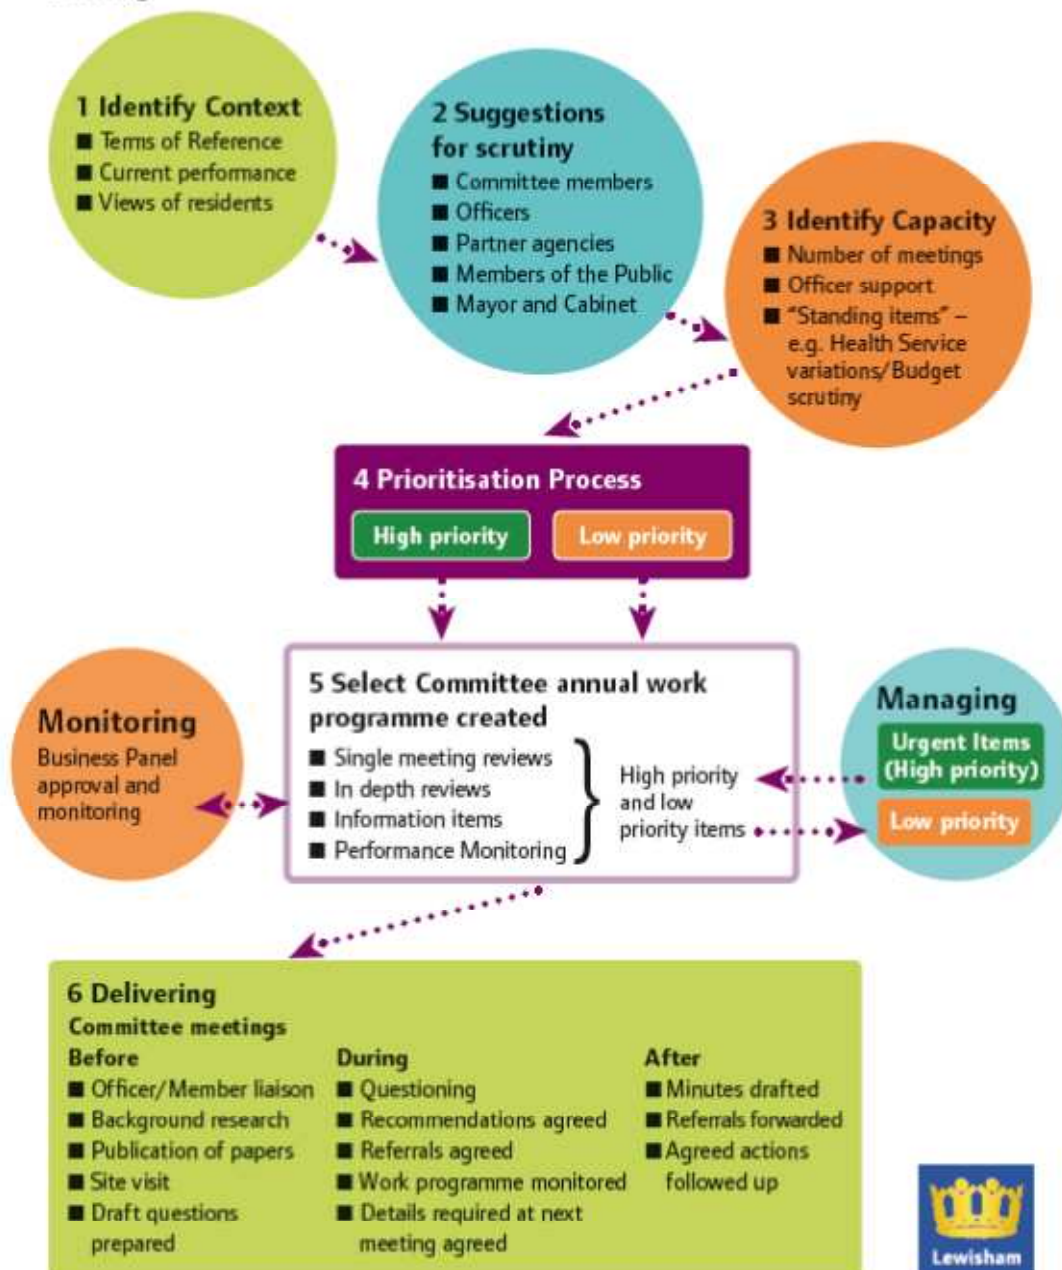 1 Identify Context
■ Terms of Reference
■ Current performance
■ Views of residents
2 Suggestions
for scrutiny
■ Committee members
■ Officers
■ Partner agencies
■ Members of the Public
■ Mayor and Cabinet
3 Identify Capacity
■ Number of meetings
■ Officer support
■ “Standing items” –
e.g. Health Service
variations/Budget
scrutiny
4 Prioritisation Process
High priority
Low priority
Monitoring
Business Panel
approval and
monitoring
5 Select Committee annual work
programme created
■ Single meeting reviews
■ In depth reviews
■ Information items
■ Performance Monitoring
High priority
and low
priority items
Managing
Urgent Items
(High priority)
Low priority
6 Delivering
Committee meetings
Before
■ Officer/Member liaison
■ Background research
■ Publication of papers
■ Site visit
■ Draft questions
prepared
During
■ Questioning
■ Recommendations agreed
■ Referrals agreed
■ Work programme monitored
■ Details required at next
meeting agreed
After
■ Minutes drafted
■ Referrals forwarded
■ Agreed actions
followed up
Lewisham